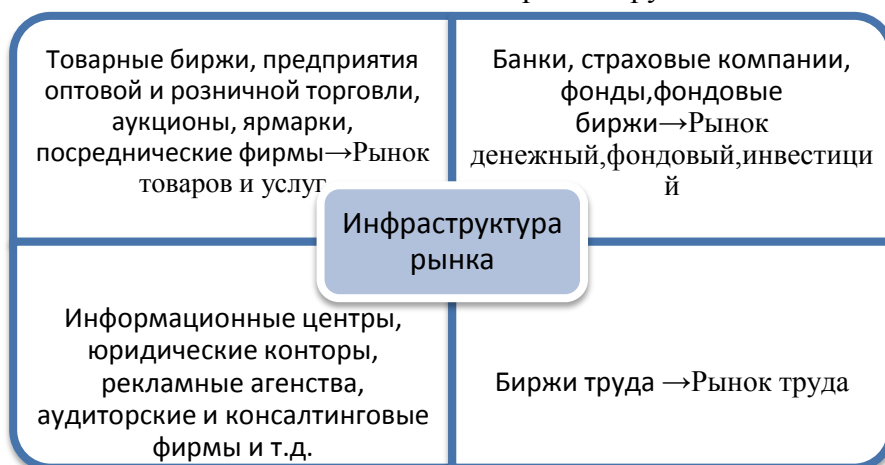 Товарные биржи, предприятия
оптовой и розничной торговли,
аукционы, ярмарки,
посреднические фирмы→Рынок
товаров и услуг
Банки, страховые компании,
фонды,фондовые
биржи→Рынок
денежный,фондовый,инвестици
й
Инфраструктура
рынка
Информационные центры,
юридические конторы,
рекламные агенства,
аудиторские и консалтинговые
фирмы и т.д.
Биржи труда →Рынок труда